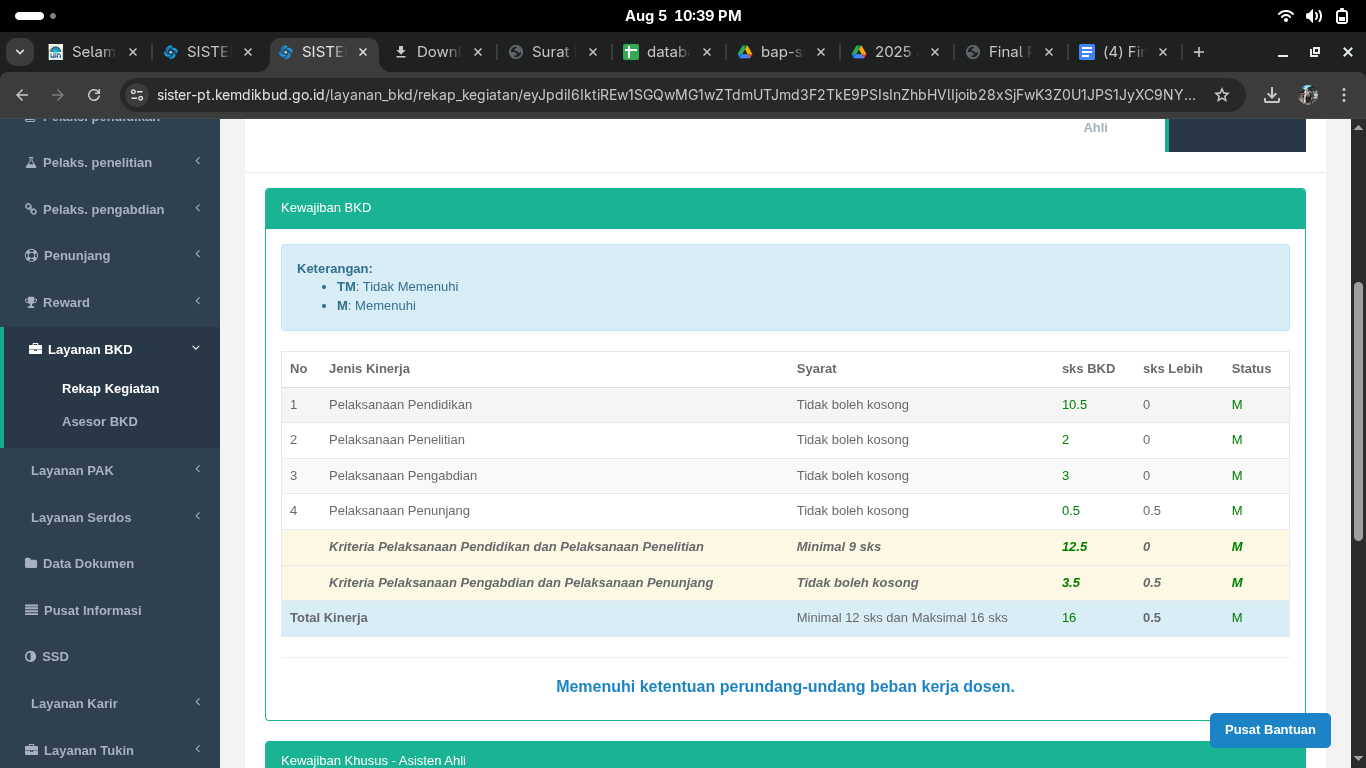 Aug 5 10:39 PM
Selam
SISTE
SISTE
Downl
Surat
datab
bap-s
2025
Final
(4) Fir
sister-pt.kemdikbud.go.id/layanan_bkd/rekap_kegiatan/
Pelaks. pendidikan
Pelaks. penelitian
Pelaks. pengabdian
Penunjang
Reward
Layanan BKD
Rekap Kegiatan
Asesor BKD
Layanan PAK
Layanan Serdos
Data Dokumen
Pusat Informasi
SSD
Layanan Karir
Layanan Tukin
Ahli
Kewajiban BKD
Keterangan:
TM: Tidak Memenuhi
M: Memenuhi
No Jenis Kinerja Syarat sks BKD sks Lebih Status
1 Pelaksanaan Pendidikan Tidak boleh kosong 10.5 0 M
2 Pelaksanaan Penelitian Tidak boleh kosong 2 0 M
3 Pelaksanaan Pengabdian Tidak boleh kosong 3 0 M
4 Pelaksanaan Penunjang Tidak boleh kosong 0.5 0.5 M
Kriteria Pelaksanaan Pendidikan dan Pelaksanaan Penelitian Minimal 9 sks 12.5 0 M
Kriteria Pelaksanaan Pengabdian dan Pelaksanaan Penunjang Tidak boleh kosong 3.5 0.5 M
Total Kinerja Minimal 12 sks dan Maksimal 16 sks 16 0.5 M
Memenuhi ketentuan perundang-undang beban kerja dosen.
Pusat Bantuan
Kewajiban Khusus - Asisten Ahli